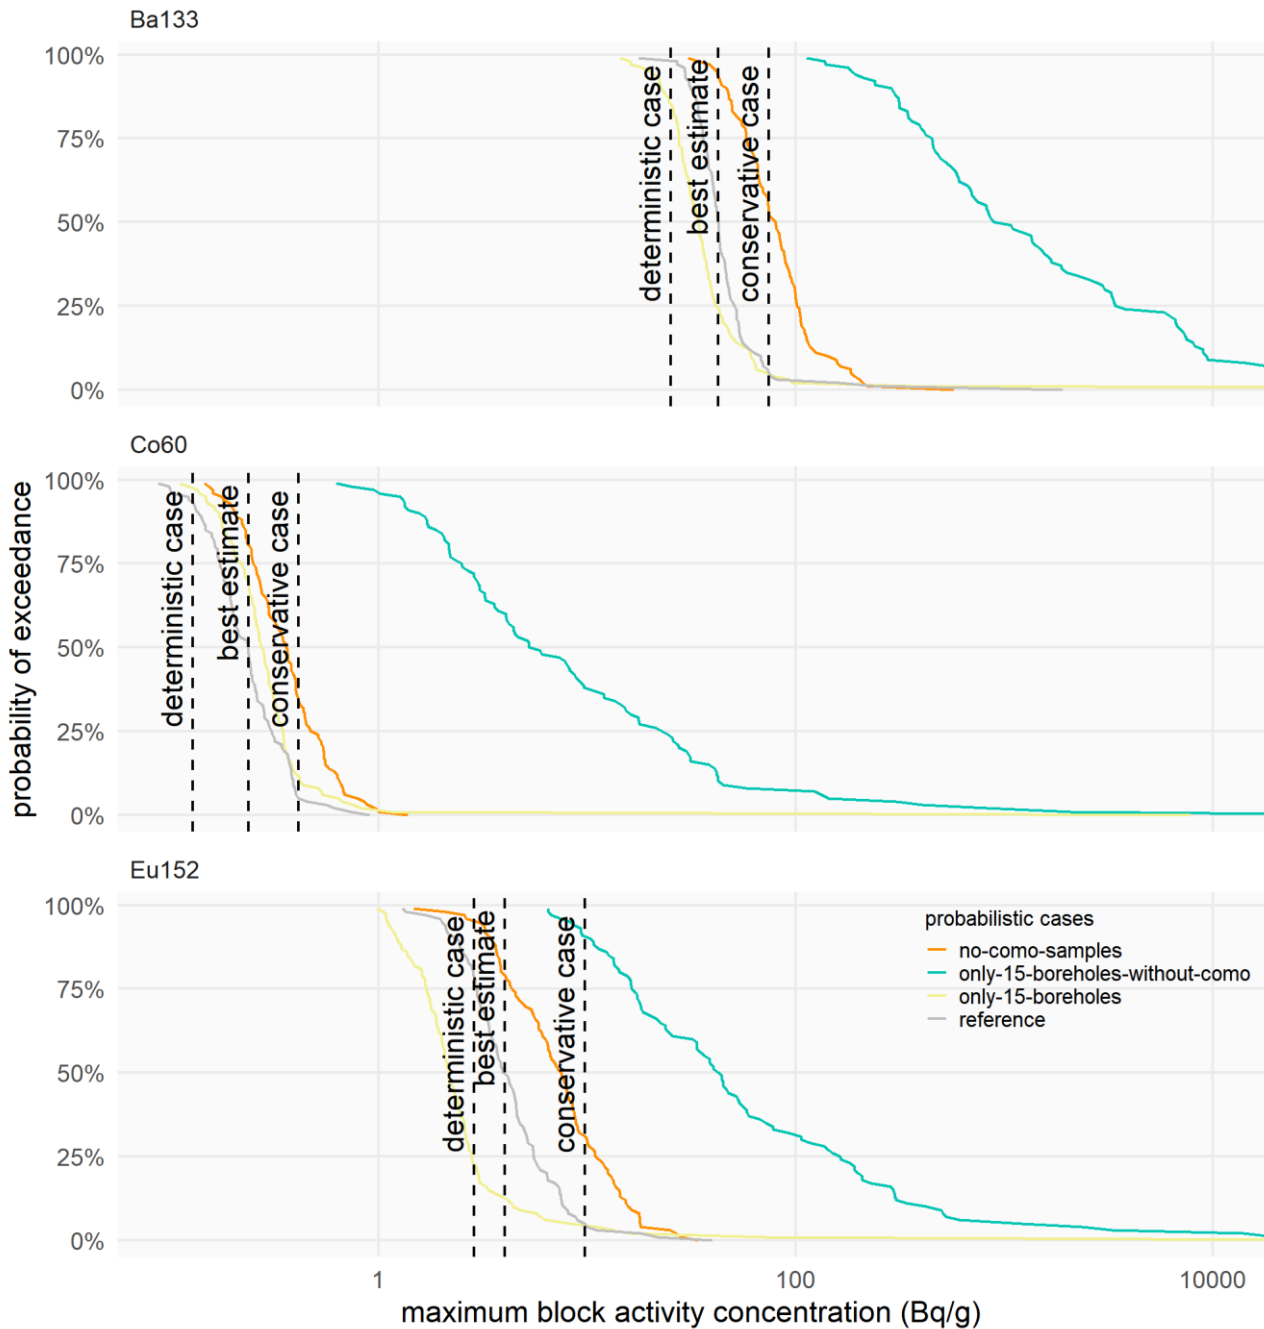 Ba133
100%
75%
50%
25%
0%
deterministic case
best estimate
conservative case
Co60
100%
75%
50%
25%
0%
deterministic case
best estimate
conservative case
probability of exceedance
Eu152
100%
75%
50%
25%
0%
deterministic case
best estimate
conservative case
probabilistic cases
no-como-samples
only-15-boreholes-without-como
only-15-boreholes
reference
1
100
10000
maximum block activity concentration (Bq/g)